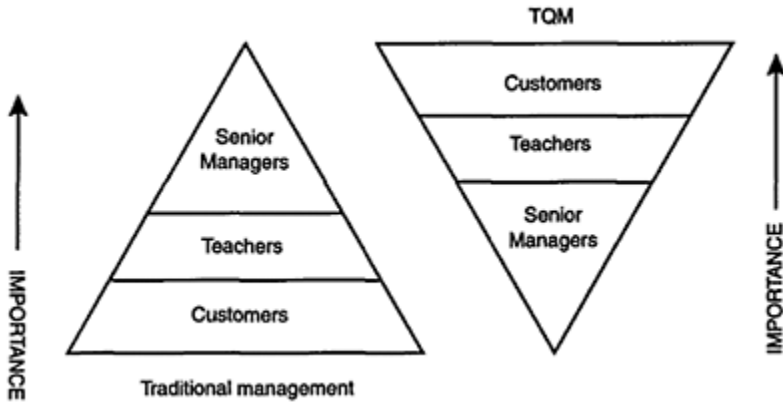 TQM
IMPORTANCE
Senior
Managers
Teachers
Customers
Traditional management
Customers
Teachers
Senior
Managers
IMPORTANCE